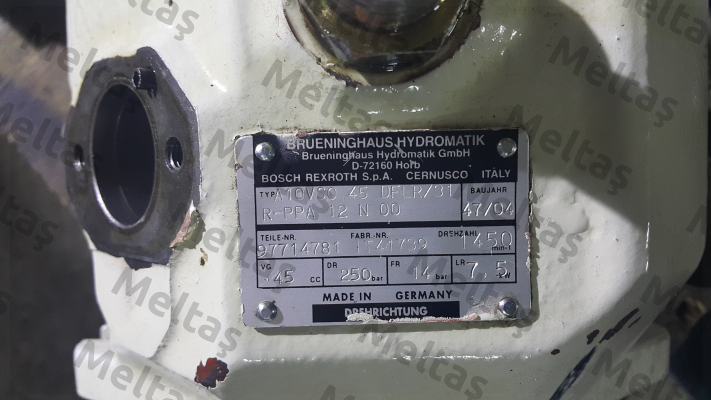 BRUENINGHAUS HYDROMATIK
Brueninghaus Hydromatik GmbH
D-72160 Horb
BOSCH REXROTH S.p.A. CERNUSCO ITALY
TYP A10VSO 45 DFLR/31 BAUJAHR
R-PPA 12 N 00 47/04
TEILE-NR. FABR-NR. DREHZAHL
97714781 1450 min-1
VG 45 CC DR 250 bar FR 14 bar LR 7,5 kW
MADE IN GERMANY
DREHRICHTUNG
Meltaş